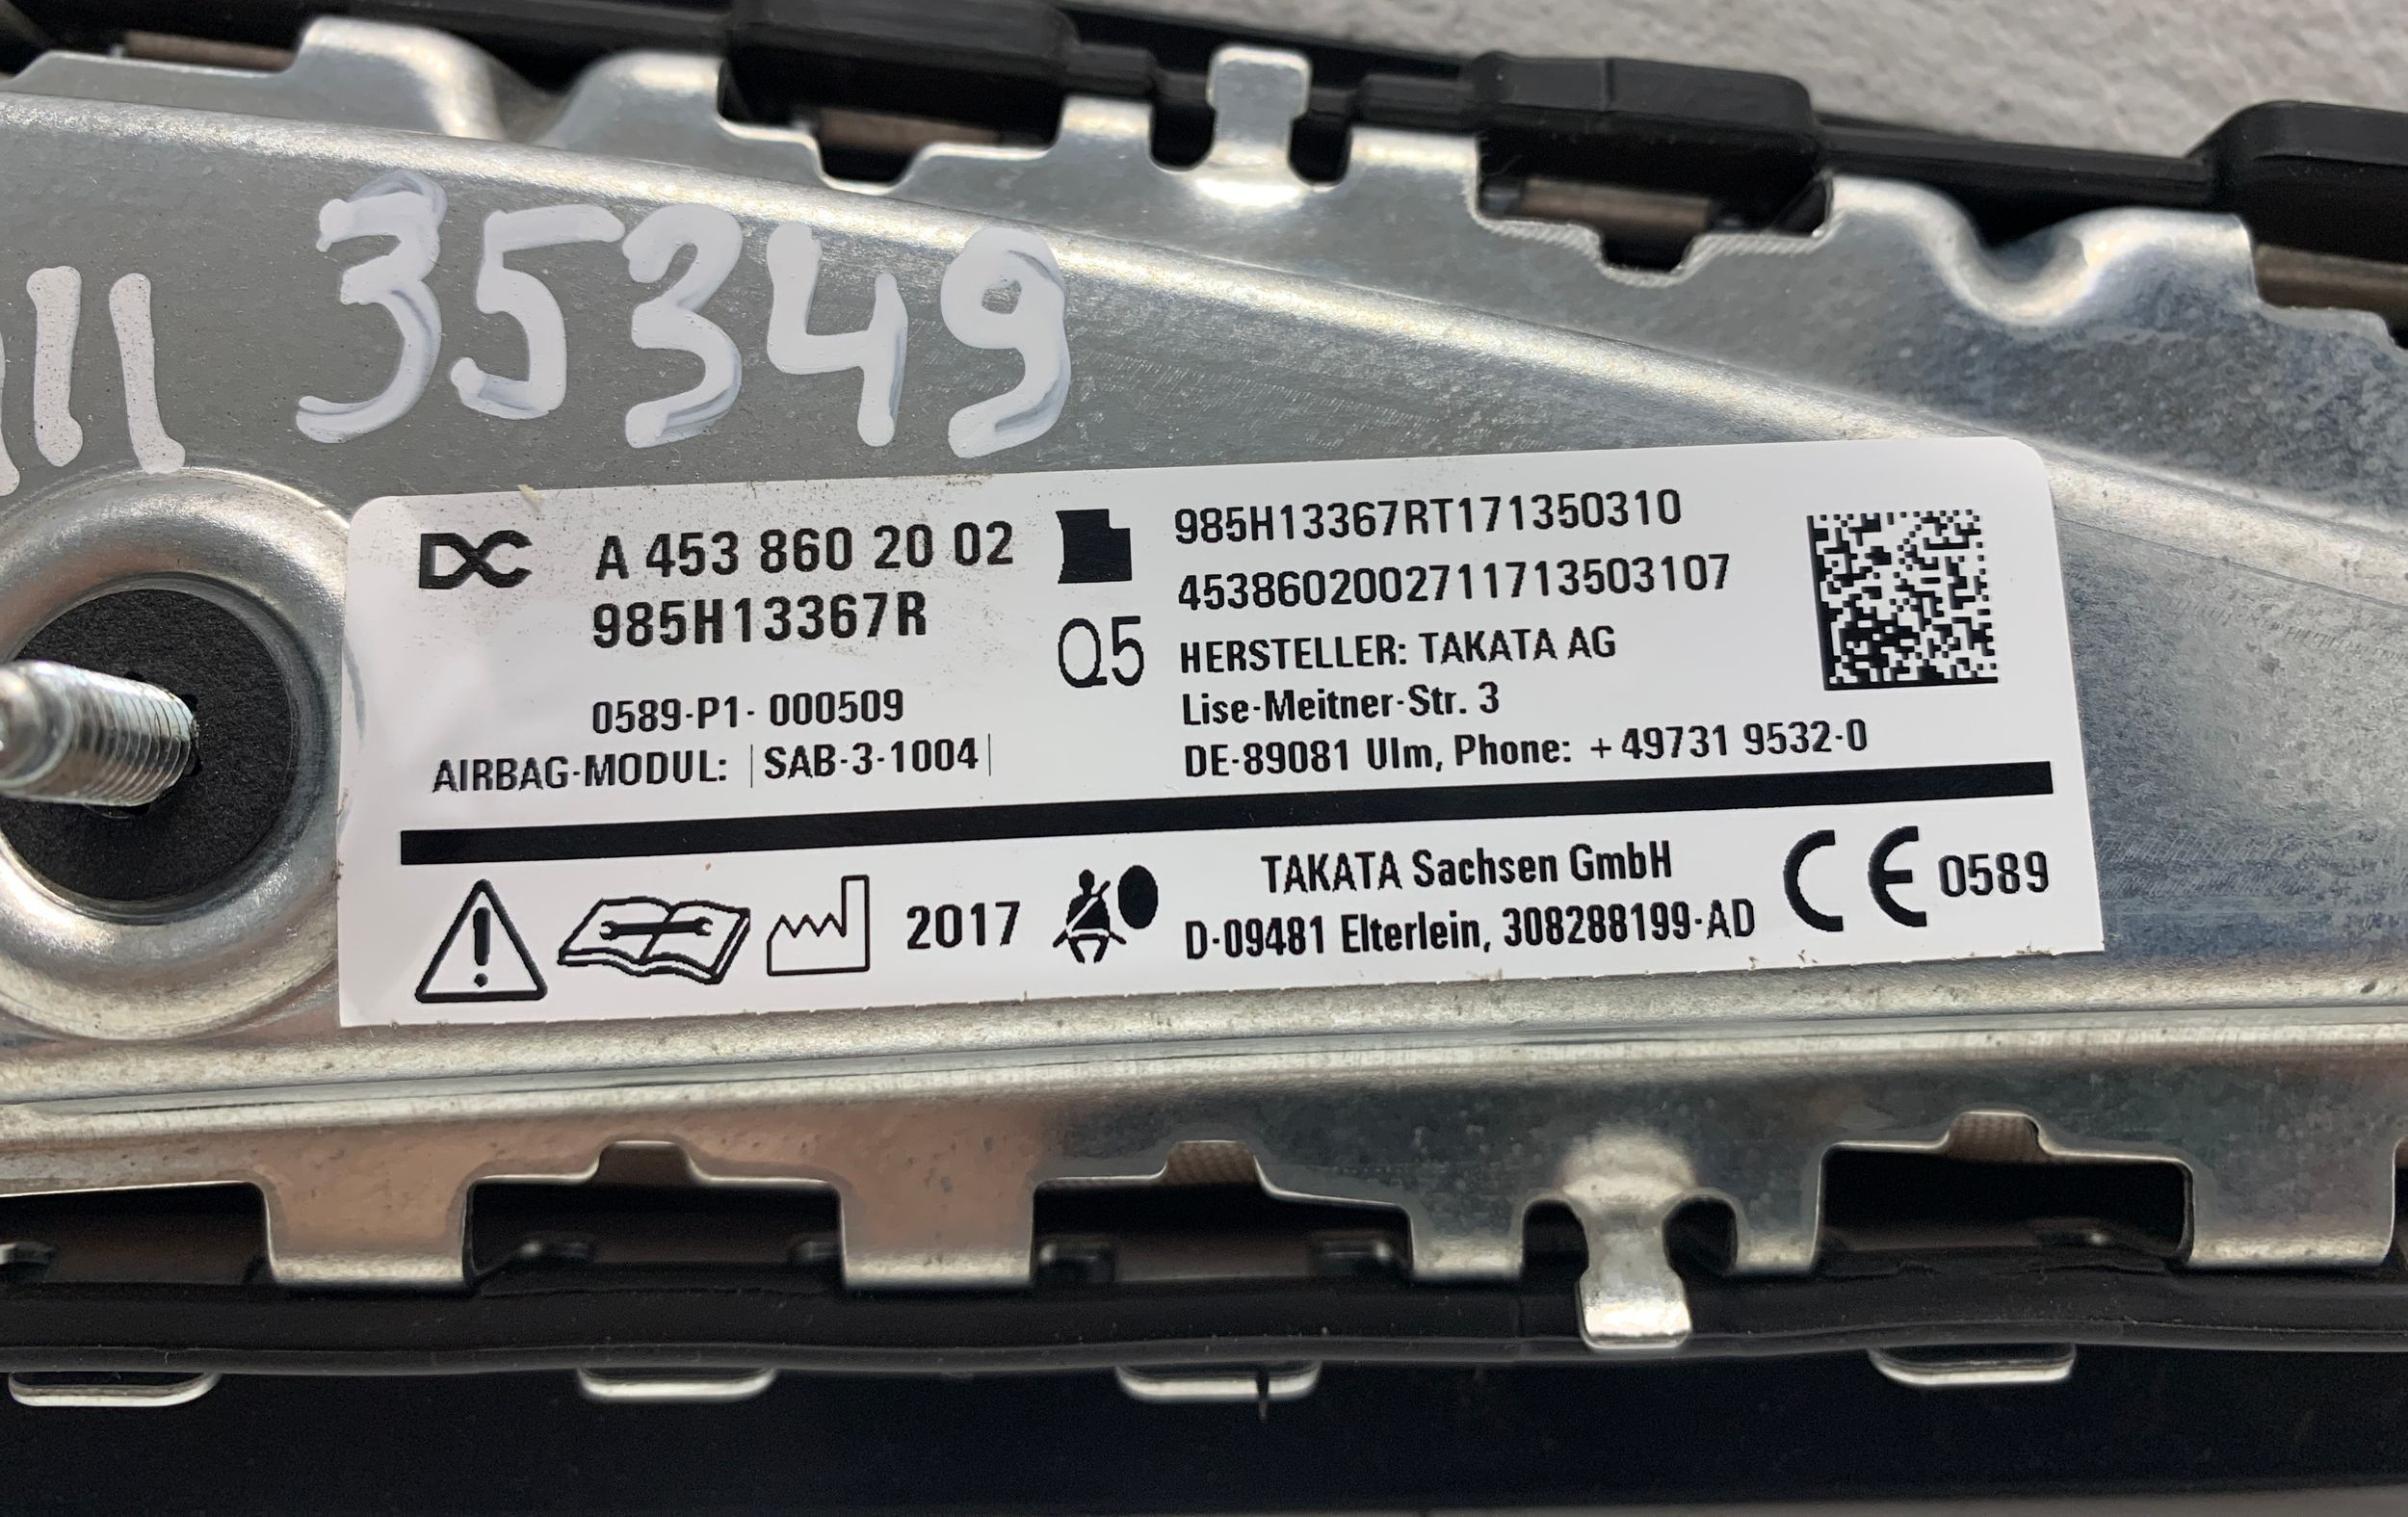 35349
DC A 453 860 20 02
985H13367R
0589-P1- 000509
AIRBAG-MODUL: |SAB-3-1004|
Q5
985H13367RT171350310
4538602002711713503107
HERSTELLER: TAKATA AG
Lise-Meitner-Str. 3
DE-89081 Ulm, Phone: +49731 9532-0
2017
TAKATA Sachsen GmbH
D-09481 Elterlein, 308288199-AD
CE 0589